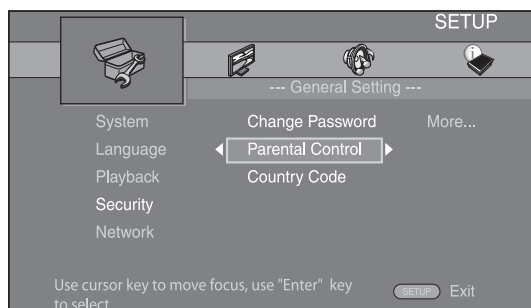 SETUP
--- General Setting ---
System
Language
Playback
Security
Network
Change Password
Parental Control
Country Code
More...
Use cursor key to move focus, use "Enter" key
to select
SETUP Exit